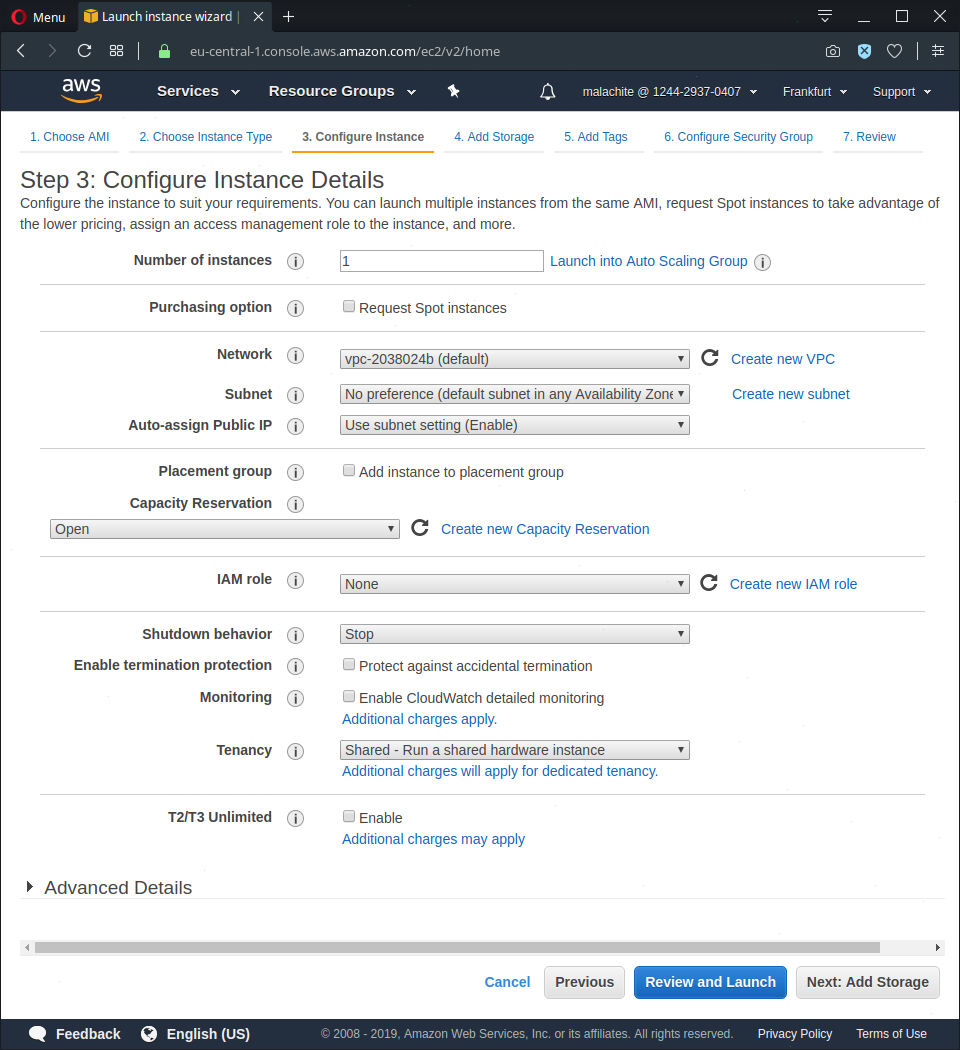 Menu
Launch instance wizard |
eu-central-1.console.aws.amazon.com/ec2/v2/home
aws Services Resource Groups malachite @ 1244-2937-0407 Frankfurt Support
1. Choose AMI 2. Choose Instance Type 3. Configure Instance 4. Add Storage 5. Add Tags 6. Configure Security Group 7. Review
Step 3: Configure Instance Details
Configure the instance to suit your requirements. You can launch multiple instances from the same AMI, request Spot instances to take advantage of
the lower pricing, assign an access management role to the instance, and more.
Number of instances i 1 Launch into Auto Scaling Group i
Purchasing option i Request Spot instances
Network i vpc-2038024b (default) Create new VPC
Subnet i No preference (default subnet in any Availability Zone Create new subnet
Auto-assign Public IP i Use subnet setting (Enable)
Placement group i Add instance to placement group
Capacity Reservation i
Open Create new Capacity Reservation
IAM role i None Create new IAM role
Shutdown behavior i Stop
Enable termination protection i Protect against accidental termination
Monitoring i Enable CloudWatch detailed monitoring
Additional charges apply.
Tenancy i Shared - Run a shared hardware instance
Additional charges will apply for dedicated tenancy.
T2/T3 Unlimited i Enable
Additional charges may apply
Advanced Details
Cancel Previous Review and Launch Next: Add Storage
Feedback English (US) © 2008 - 2019, Amazon Web Services, Inc. or its affiliates. All rights reserved. Privacy Policy Terms of Use